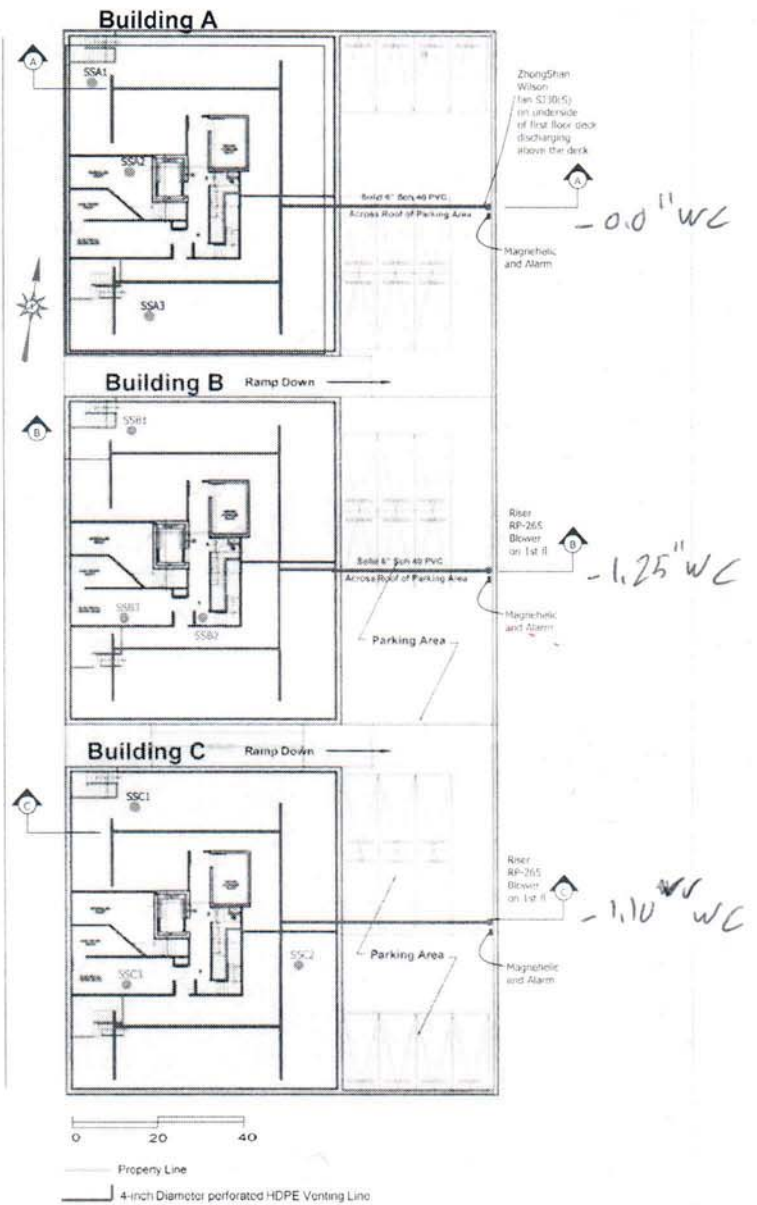 Building A
A
SSA1
ZhongShan
Wilson
fan S330(S)
on underside
of first floor deck
discharging
above the deck
SSA2
A
Solid 6" Sch 40 PVC
Across Roof of Parking Area
-0.0" WC
Magnehelic
and Alarm
SSA3
Building B
Ramp Down
SSB1
B
Riser
RP-265
Blower
on 1st fl
B
Solid 6" Sch 40 PVC
Across Roof of Parking Area
-1.25" WC
Magnehelic
and Alarm
SSB3
SSB2
Parking Area
Building C
Ramp Down
SSC1
C
Riser
RP-265
Blower
on 1st fl
C
-1.10 WC
Parking Area
SSC2
Magnehelic
and Alarm
SSC3
0 20 40
Property Line
4-inch Diameter perforated HDPE Venting Line